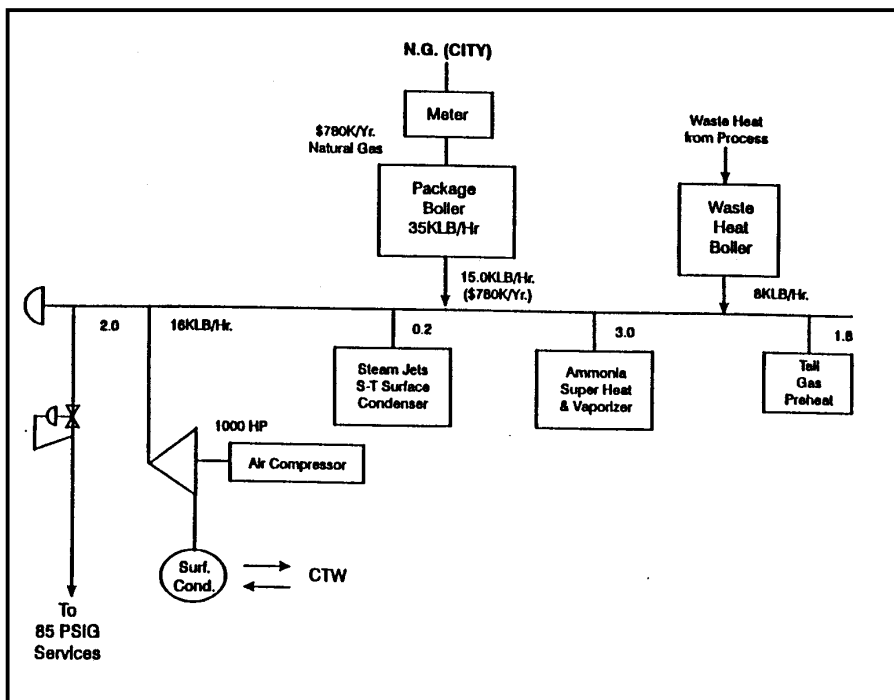 N.G. (CITY)
Meter
$780K/Yr.
Natural Gas
Package
Boiler
35KLB/Hr
Waste Heat
from Process
Waste
Heat
Boiler
15.0KLB/Hr.
($780K/Yr.)
8KLB/Hr.
2.0
16KLB/Hr.
0.2
3.0
1.8
Steam Jets
S-T Surface
Condenser
Ammonia
Super Heat
& Vaporizer
Tail
Gas
Preheat
1000 HP
Air Compressor
Surf.
Cond.
CTW
To
85 PSIG
Services